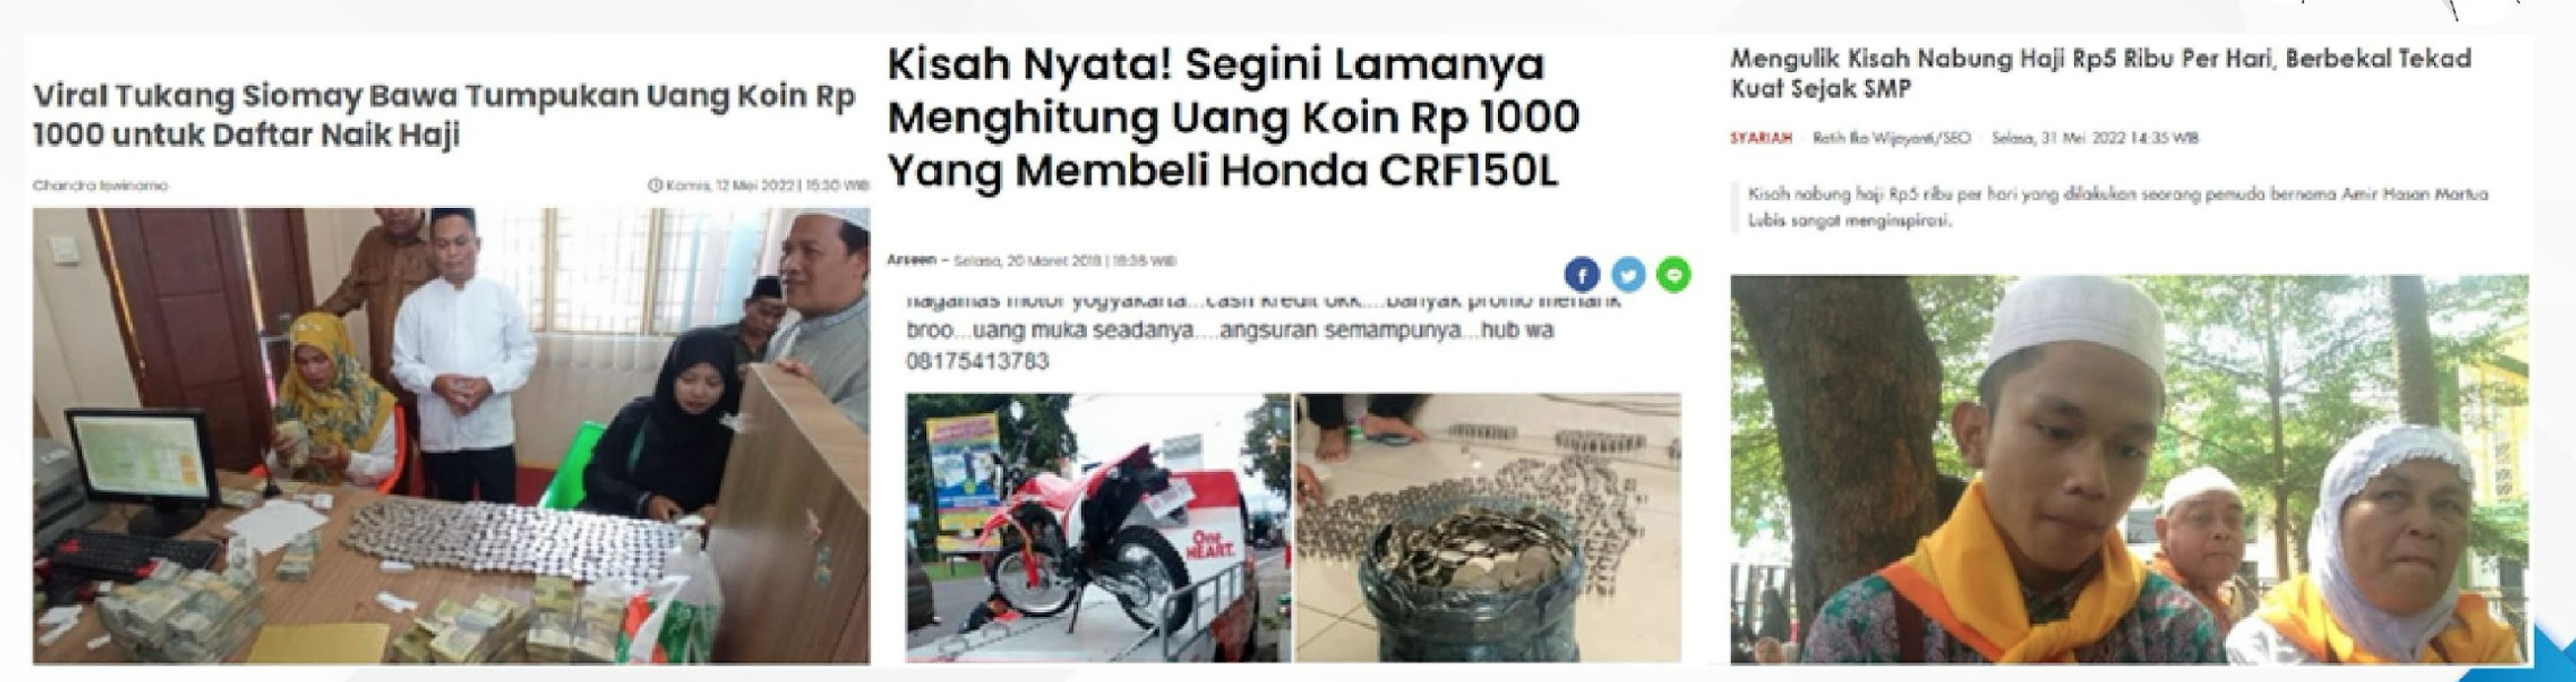 Viral Tukang Siomay Bawa Tumpukan Uang Koin Rp
1000 untuk Daftar Naik Haji
Chandra Iswinarno
Kamis, 12 Mei 2022 | 15:30 WIB
Kisah Nyata! Segini Lamanya
Menghitung Uang Koin Rp 1000
Yang Membeli Honda CRF150L
Arseen - Selasa, 20 Maret 2018 | 18:38 WIB
nagamas motor yogyakarta...cash kredit okk....banyak promo menarik
broo...uang muka seadanya....angsuran semampunya...hub wa
08175413783
One
HEART.
Mengulik Kisah Nabung Haji Rp5 Ribu Per Hari, Berbekal Tekad
Kuat Sejak SMP
SYARIAH · Ratih Ika Wijayanti/SEO · Selasa, 31 Mei 2022 14:35 WIB
Kisah nabung haji Rp5 ribu per hari yang dilakukan seorang pemuda bernama Amir Hasan Martua
Lubis sangat menginspirasi.